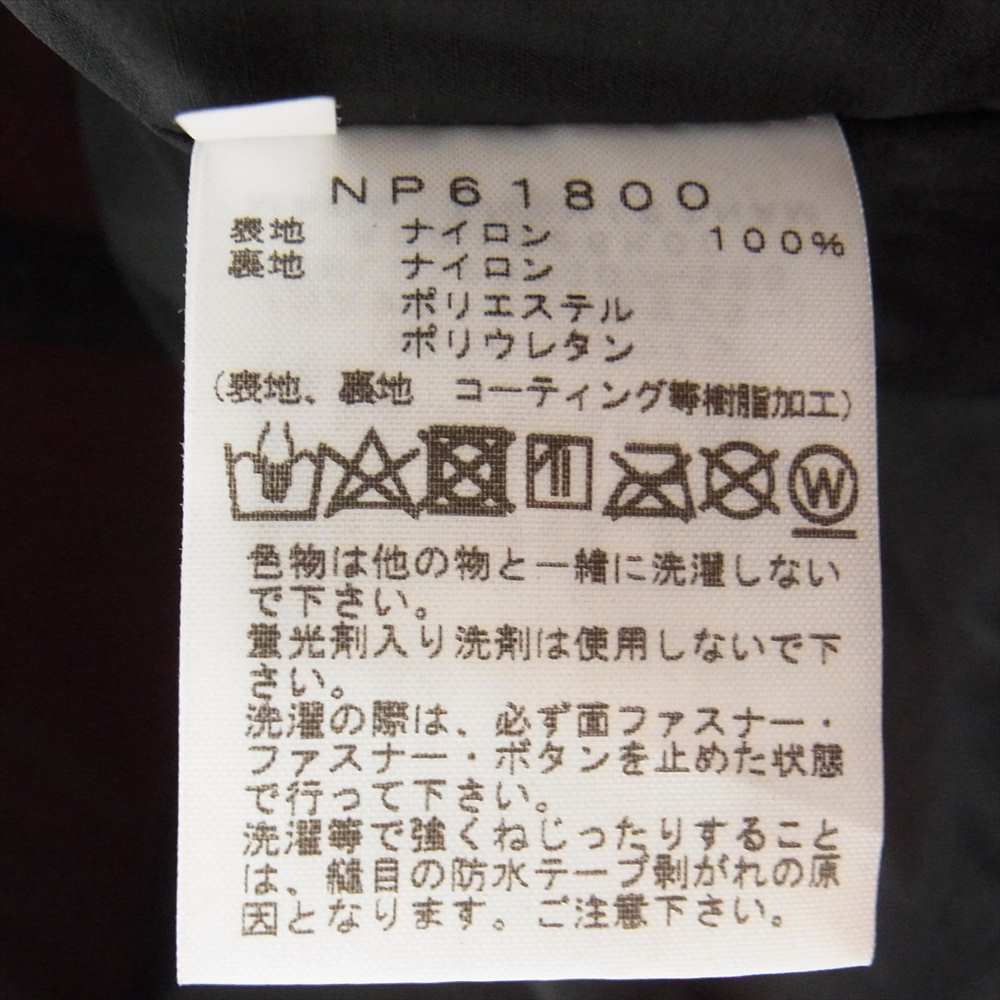 NP61800
表地 ナイロン 100%
裏地 ナイロン
ポリエステル
ポリウレタン
(表地、裏地 コーティング等樹脂加工)
W
色物は他の物と一緒に洗濯しない
で下さい。
蛍光剤入り洗剤は使用しないで下
さい。
洗濯の際は、必ず面ファスナー・
ファスナー・ボタンを止めた状態
で行って下さい。
洗濯等で強くねじったりすること
は、縫目の防水テープ剥がれの原
因となります。ご注意下さい。